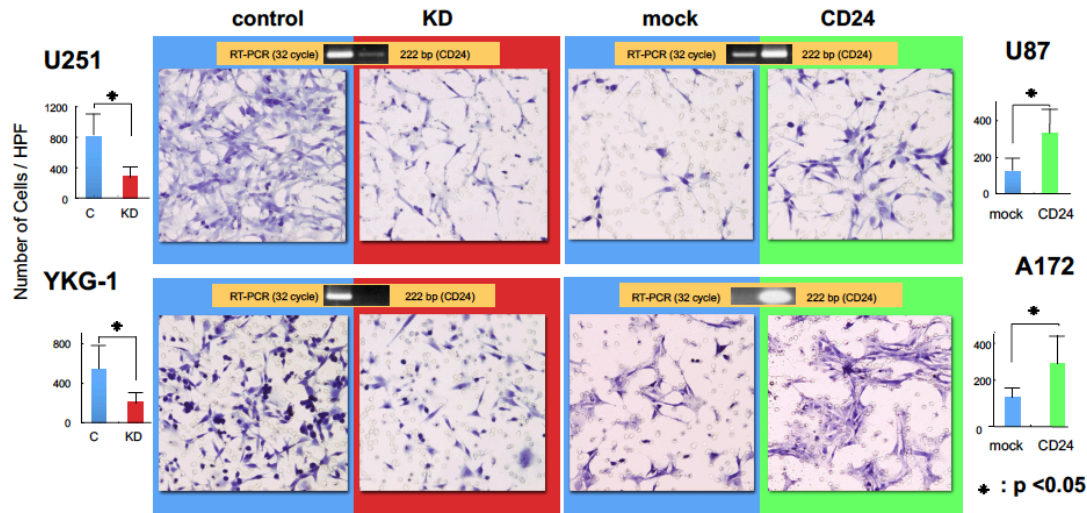 control KD mock CD24
U251
RT-PCR (32 cycle) 222 bp (CD24)
RT-PCR (32 cycle) 222 bp (CD24)
U87
Number of Cells / HPF
1200
800
400
0
C KD
*
400
200
0
mock CD24
*
YKG-1
RT-PCR (32 cycle) 222 bp (CD24)
RT-PCR (32 cycle) 222 bp (CD24)
A172
800
400
0
C KD
*
400
200
0
mock CD24
*
* : p <0.05